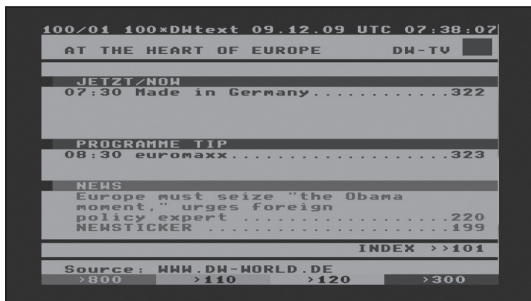 100/01 100*DWtext 09.12.09 UTC 07:38:07
AT THE HEART OF EUROPE DW-TV
JETZT/NOW
07:30 Made in Germany............322
PROGRAMME TIP
08:30 euromaxx...................323
NEWS
Europe must seize "the Obama
moment," urges foreign
policy expert ...................220
NEWSTICKER ......................199
INDEX >>101
Source: WWW.DW-WORLD.DE
>800 >110 >120 >300